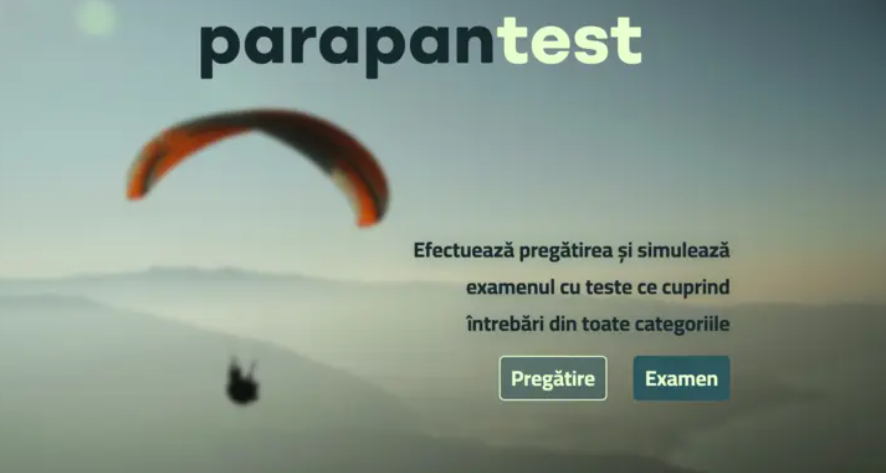 parapantest
Efectuează pregătirea și simulează
examenul cu teste ce cuprind
întrebări din toate categoriile
Pregătire
Examen